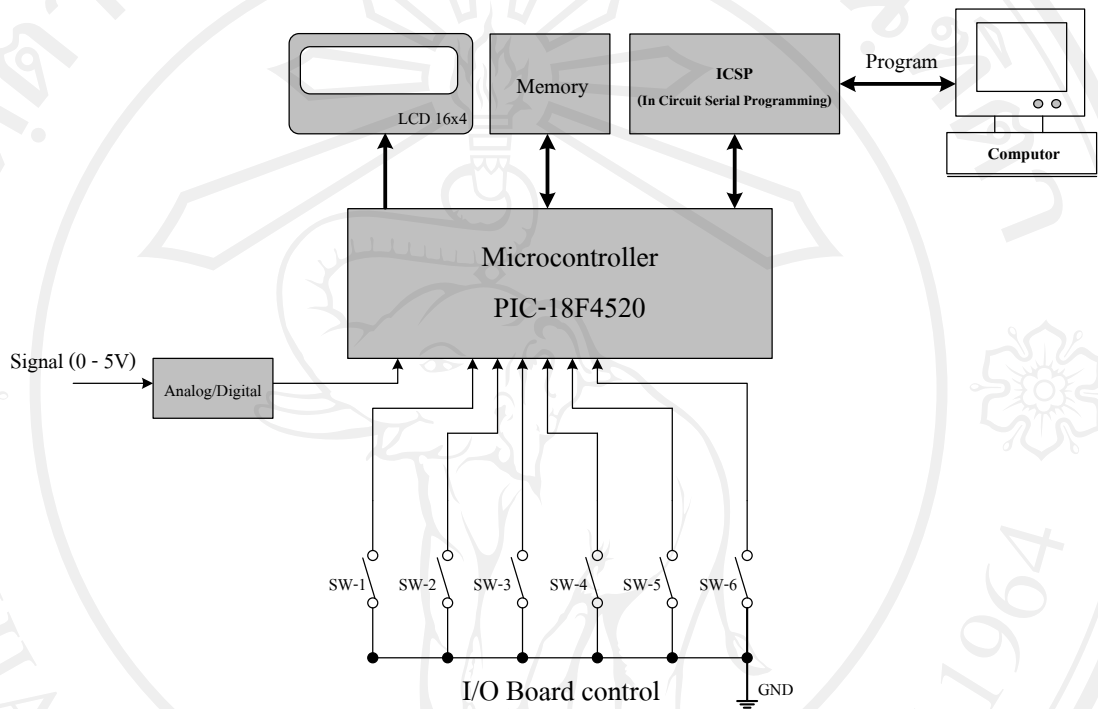 LCD 16x4
Memory
ICSP
(In Circuit Serial Programming)
Program
Computor
Microcontroller
PIC-18F4520
Signal (0 - 5V)
Analog/Digital
SW-1
SW-2
SW-3
SW-4
SW-5
SW-6
I/O Board control
GND
1964